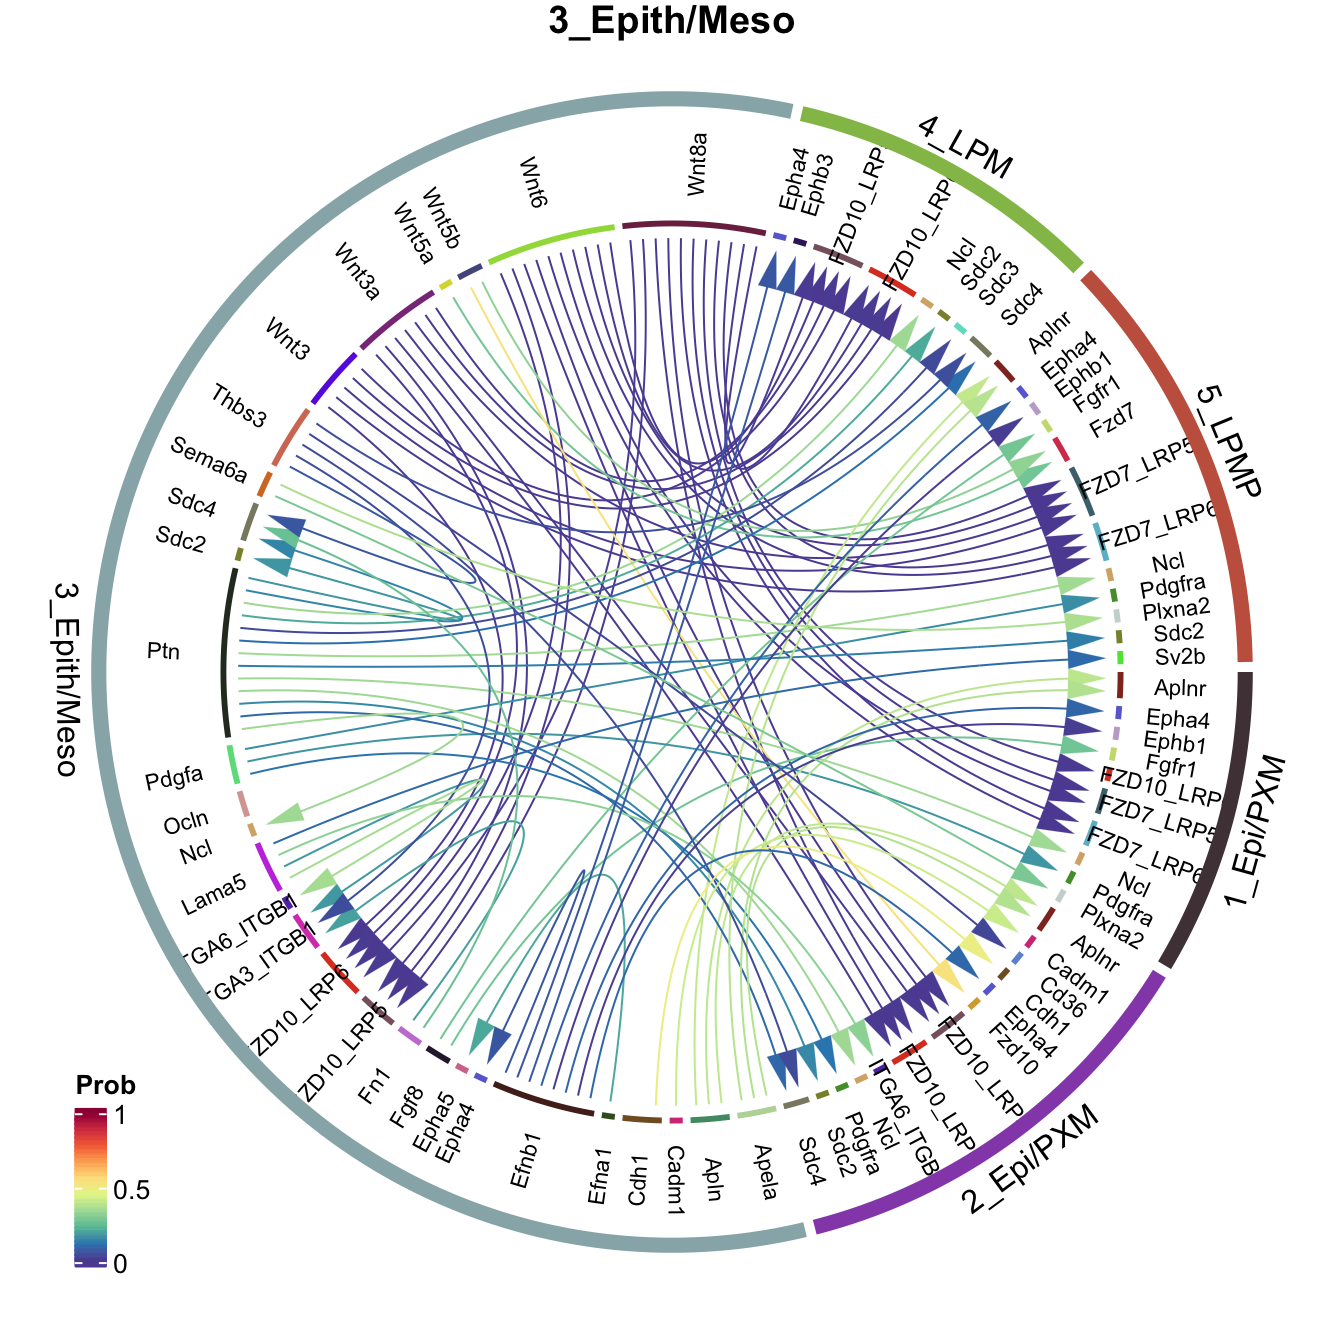 3_Epith/Meso
4_LPM
5_LPMP
1_Epi/PXM
2_Epi/PXM
3_Epith/Meso
Epha4
Ephb3
FZD10_LRP
FZD10_LRP
Ncl
Sdc2
Sdc3
Sdc4
Aplnr
Epha4
Ephb1
Fgfr1
Fzd7
FZD7_LRP5
FZD7_LRP6
Ncl
Pdgfra
Plxna2
Sdc2
Sv2b
Aplnr
Epha4
Ephb1
Fgfr1
FZD10_LRP
FZD7_LRP5
FZD7_LRP6
Ncl
Pdgfra
Plxna2
Aplnr
Cadm1
Cd36
Cdh1
Epha4
Fzd10
FZD10_LRP
FZD10_LRP
ITGA6_ITGB
Ncl
Pdgfra
Sdc2
Sdc4
Apela
Apln
Cadm1
Cdh1
Efna1
Efnb1
Epha4
Epha5
Fgf8
Fn1
ZD10_LRP5
ZD10_LRP6
TGA3_ITGB1
TGA6_ITGB1
Lama5
Ncl
Ocln
Pdgfa
Ptn
Sdc2
Sdc4
Sema6a
Thbs3
Wnt3
Wnt3a
Wnt5a
Wnt5b
Wnt6
Wnt8a
Prob
1
0.5
0